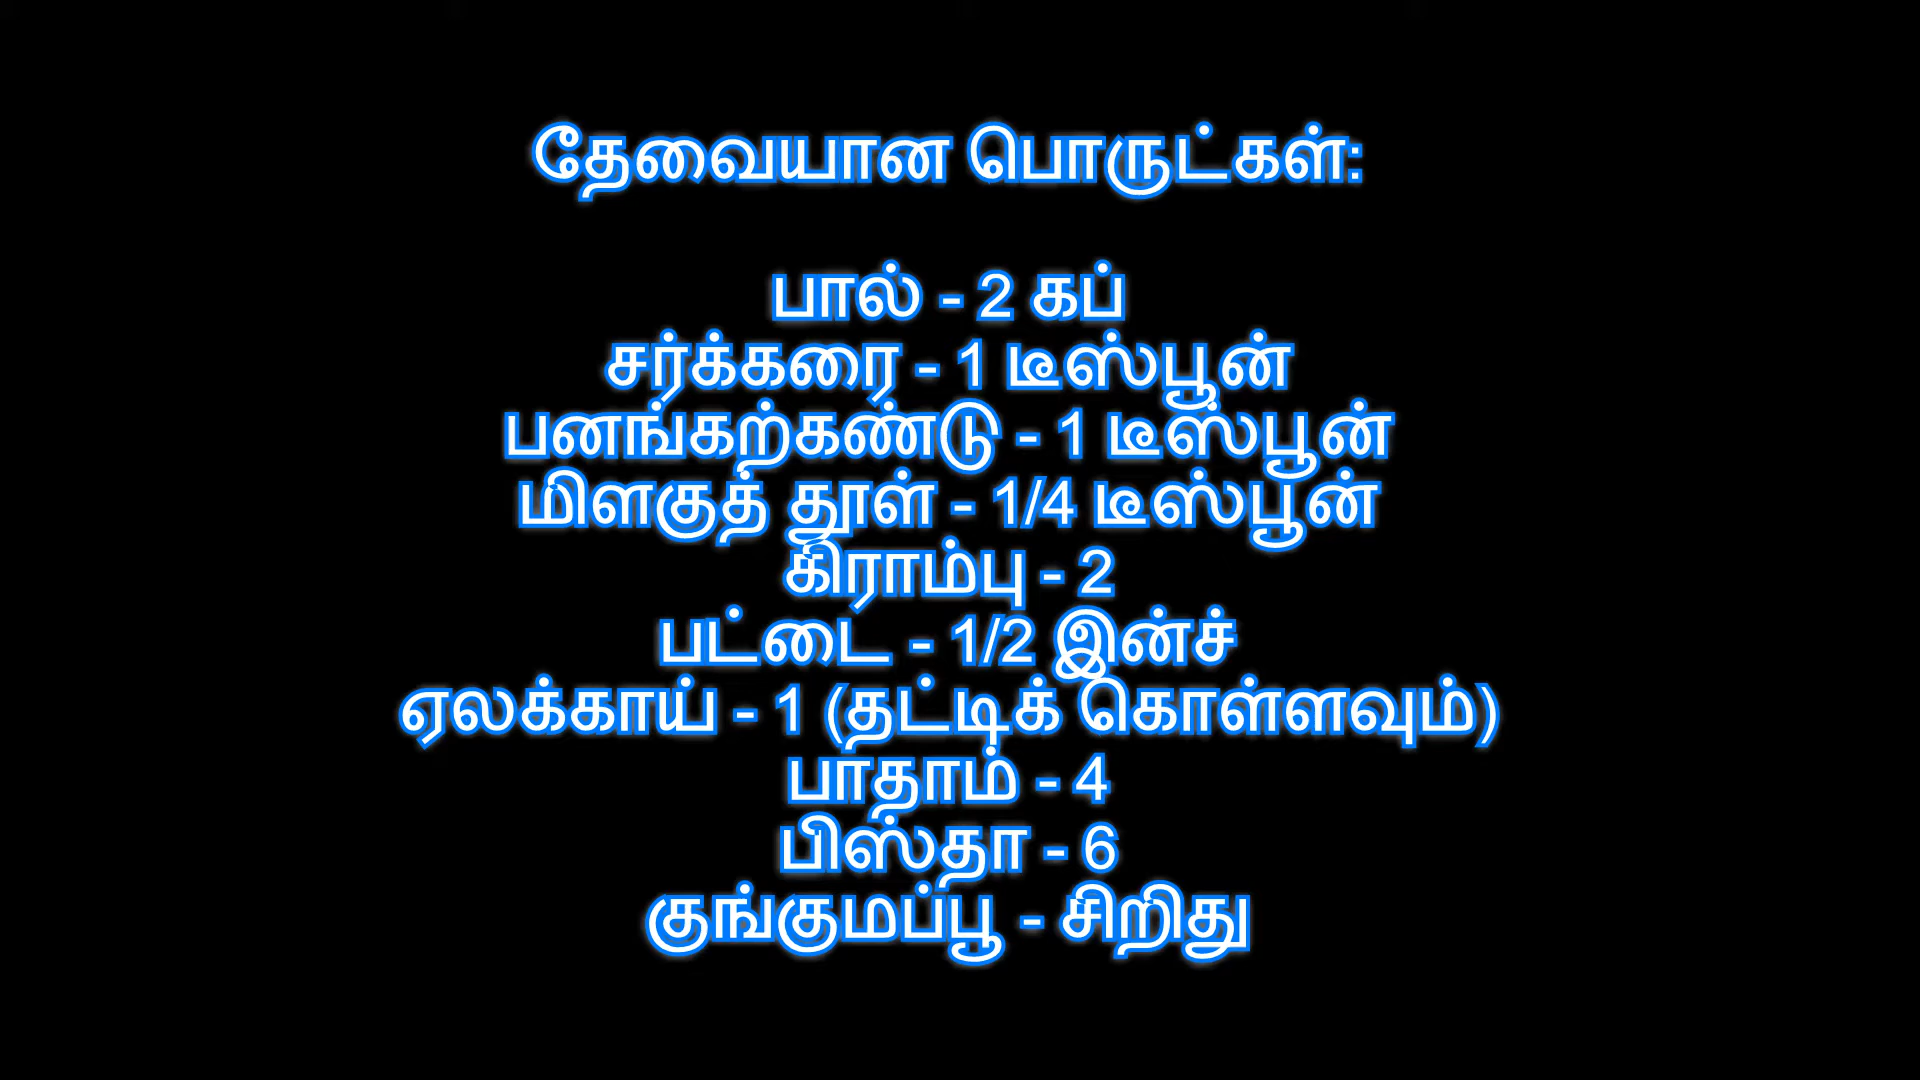 தேவையான பொருட்கள்:
பால் - 2 கப்
சர்க்கரை - 1 டீஸ்பூன்
பனங்கற்கண்டு - 1 டீஸ்பூன்
மிளகுத் தூள் - 1/4 டீஸ்பூன்
கிராம்பு - 2
பட்டை - 1/2 இன்ச்
ஏலக்காய் - 1 (தட்டிக் கொள்ளவும்)
பாதாம் - 4
பிஸ்தா - 6
குங்குமப்பூ - சிறிது